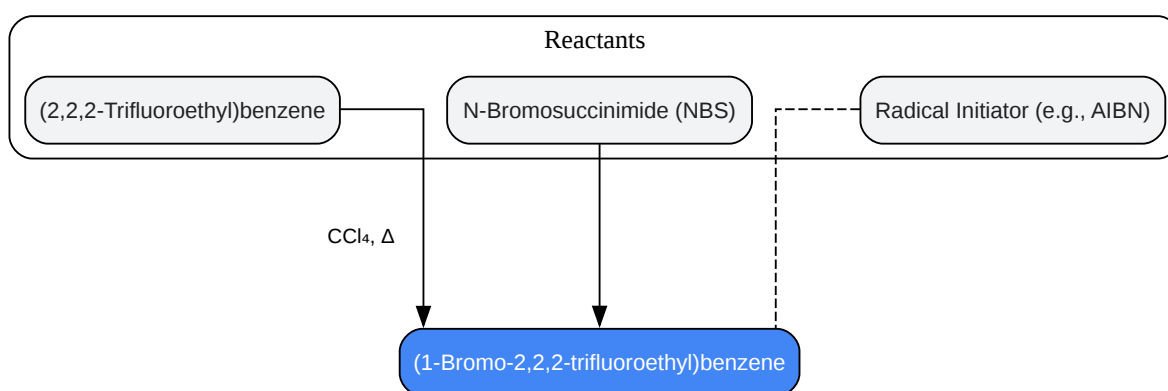 Reactants
(2,2,2-Trifluoroethyl)benzene
N-Bromosuccinimide (NBS)
Radical Initiator (e.g., AIBN)
CCl₄, Δ
(1-Bromo-2,2,2-trifluoroethyl)benzene